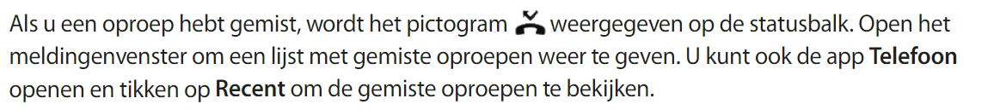 Als u een oproep hebt gemist, wordt het pictogram weergegeven op de statusbalk. Open het
meldingenvenster om een lijst met gemiste oproepen weer te geven. U kunt ook de app Telefoon
openen en tikken op Recent om de gemiste oproepen te bekijken.